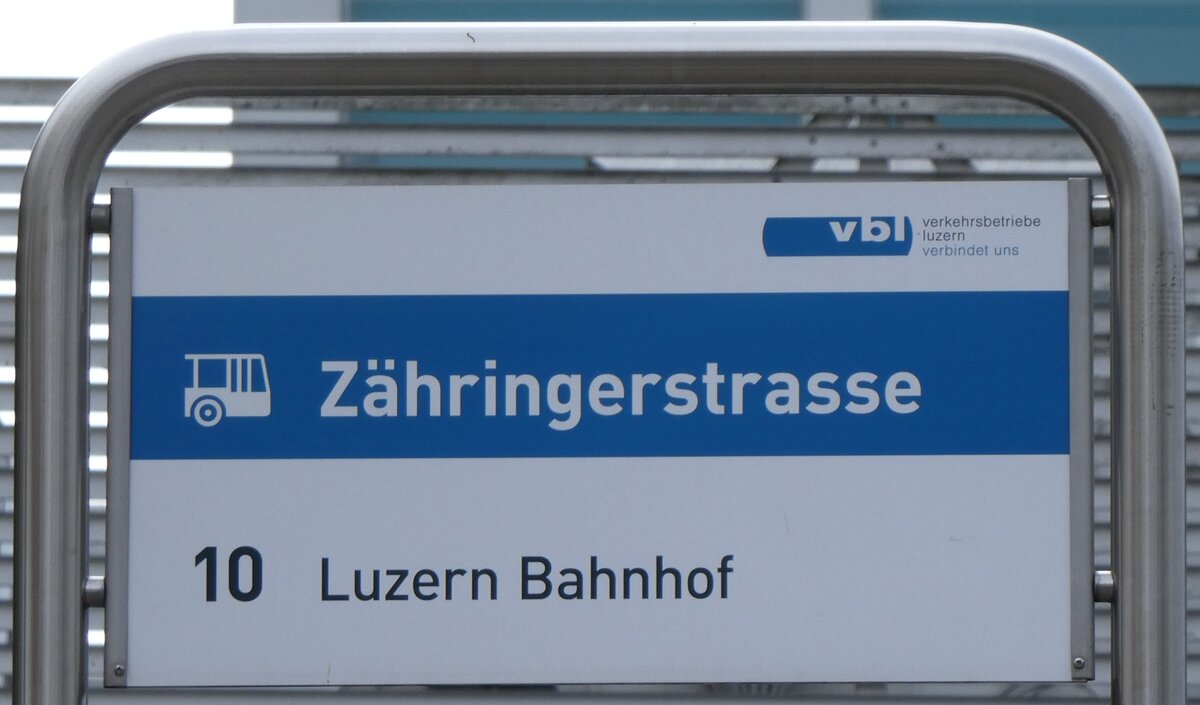 vbl
verkehrsbetriebe
luzern
verbindet uns
Zähringerstrasse
10 Luzern Bahnhof